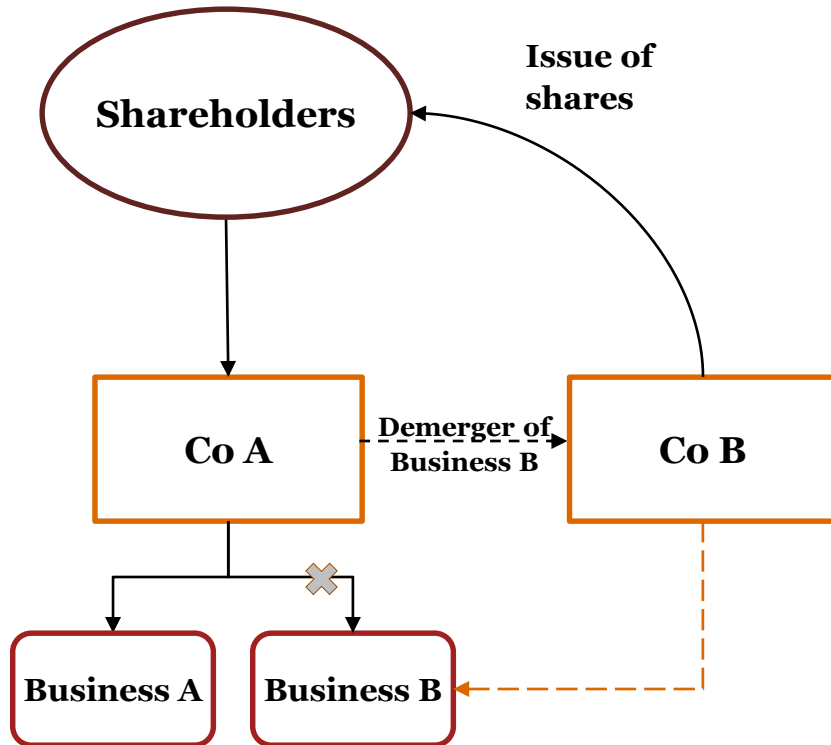 Issue of
shares
Shareholders
Demerger of
Business B
Co A
Co B
Business A
Business B